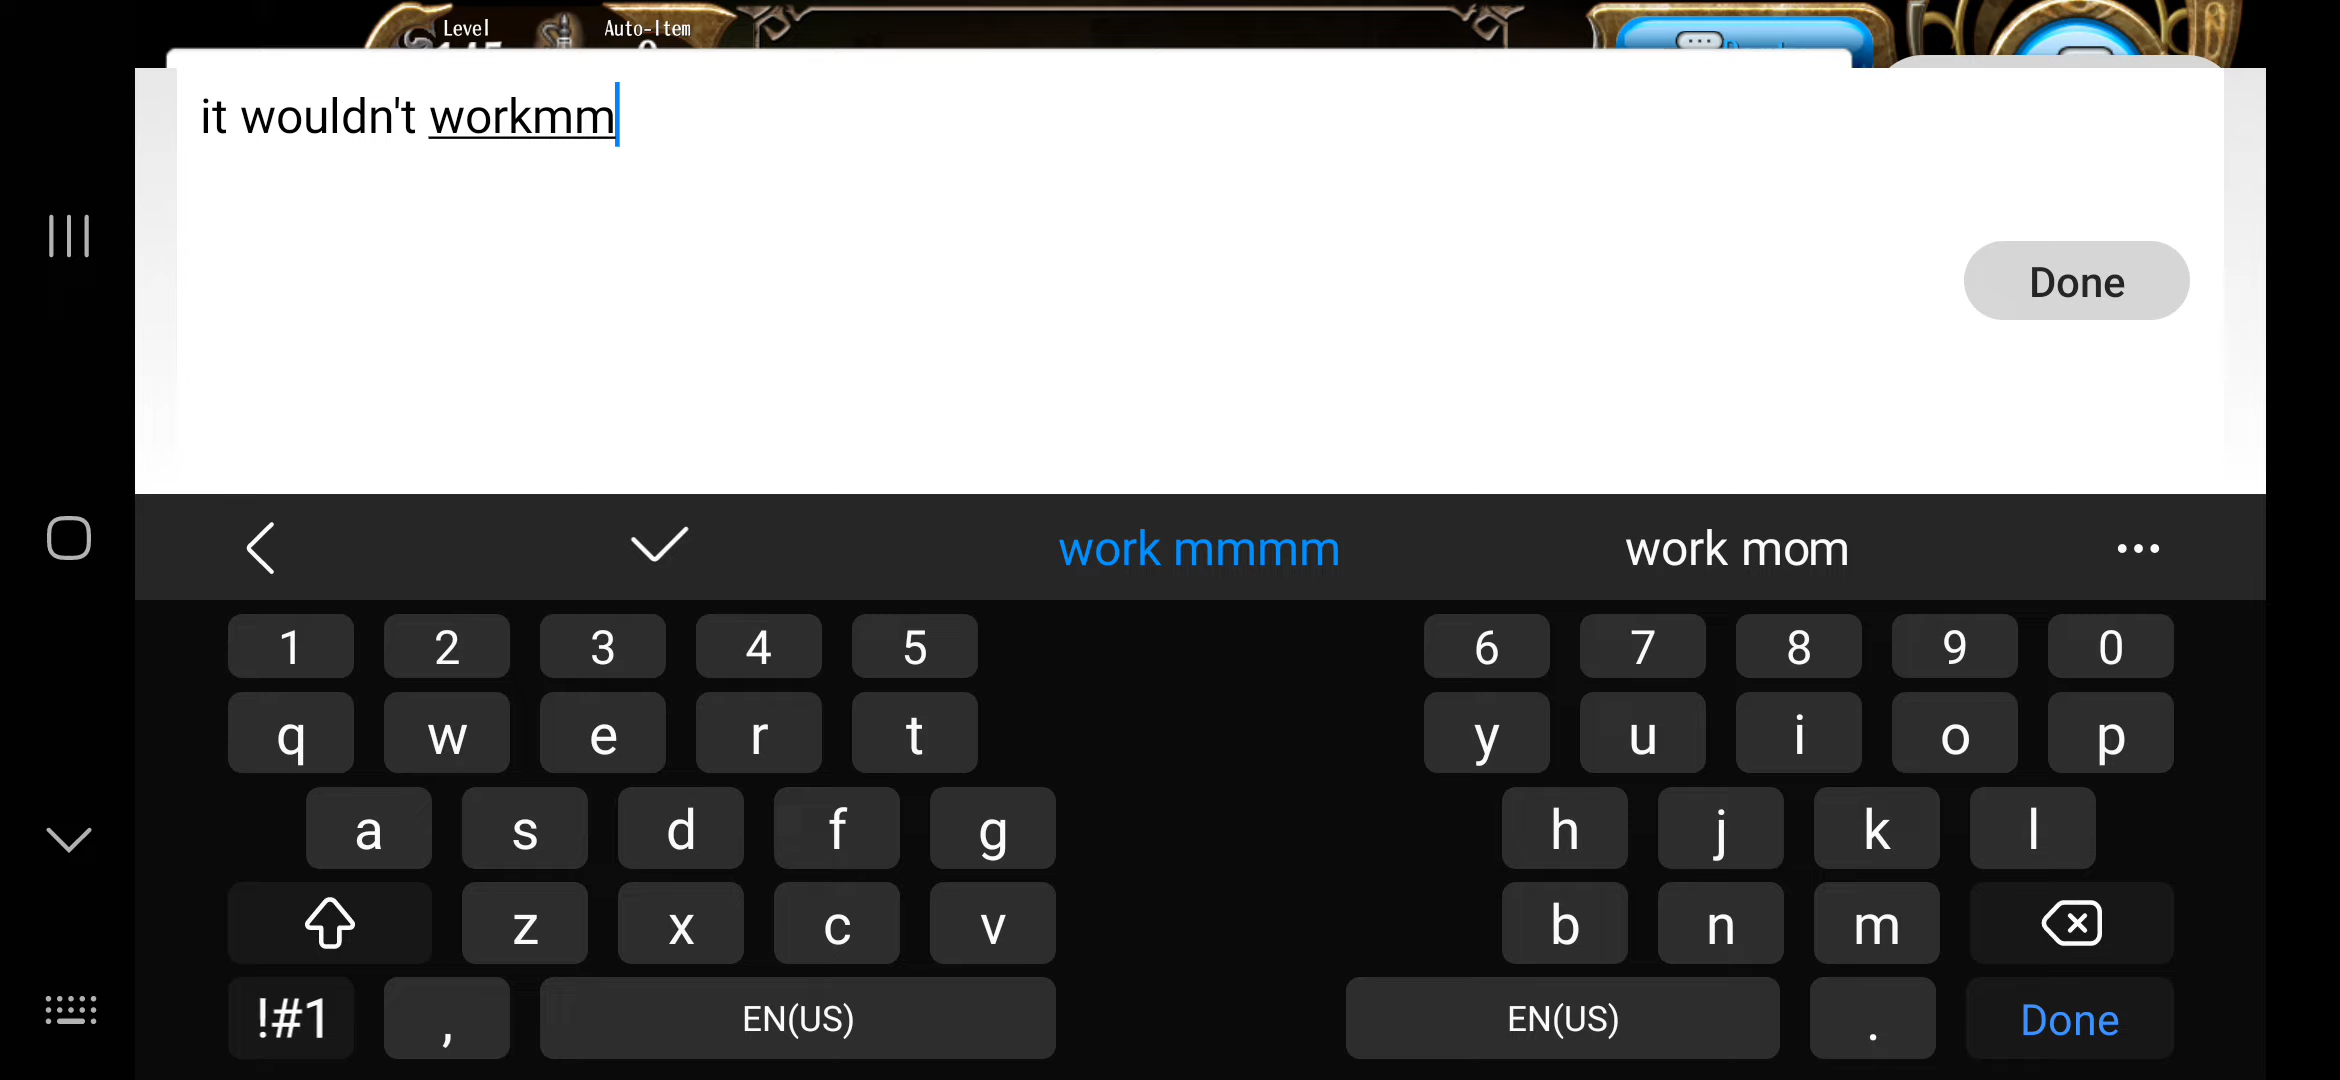 Level
Auto-Item
it wouldn't workmm
Done
work mmmm
work mom
1 2 3 4 5 6 7 8 9 0
q w e r t y u i o p
a s d f g h j k l
z x c v b n m
!#1 , EN(US) EN(US) . Done